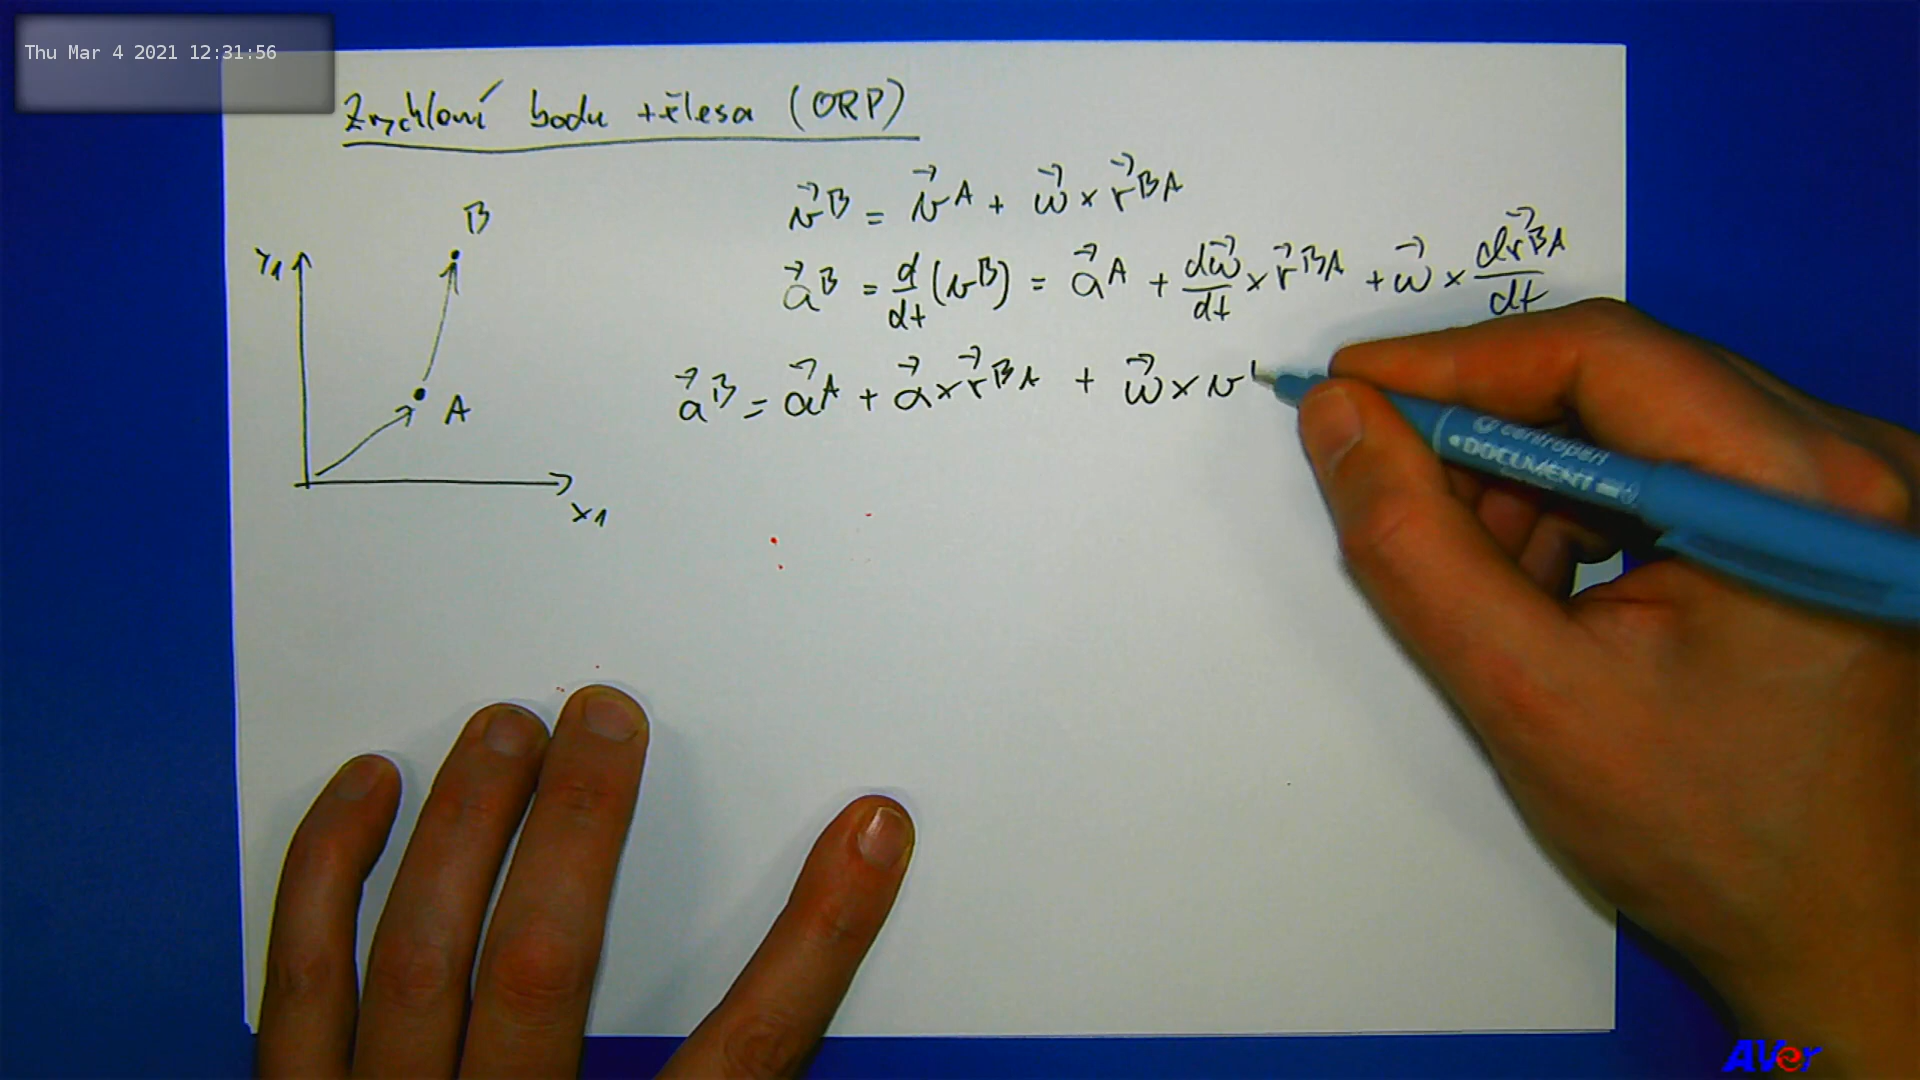 Thu Mar 4 2021 12:31:56
Zrychlení bodu tělesa (ORP)
v⃗ᴮ = v⃗ᴬ + ω⃗ × r⃗ᴮᴬ
a⃗ᴮ = d/dt (vᴮ) = a⃗ᴬ + dω⃗/dt × r⃗ᴮᴬ + ω⃗ × dr⃗ᴮᴬ/dt
a⃗ᴮ = a⃗ᴬ + α⃗ × r⃗ᴮᴬ + ω⃗ × v
y₁
B
A
x₁
centropen
DOCUMENT
AVer